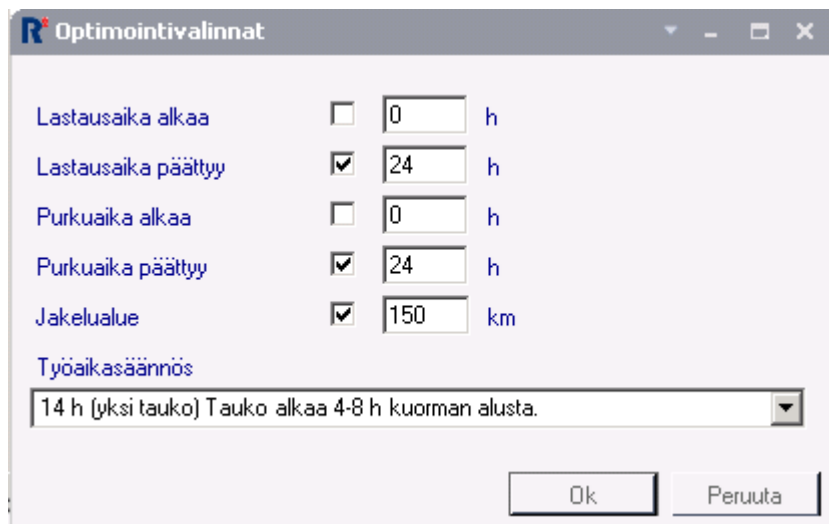 R* Optimointivalinnat
Lastausaika alkaa 0 h
Lastausaika päättyy 24 h
Purkuaika alkaa 0 h
Purkuaika päättyy 24 h
Jakelualue 150 km
Työaikasäännös
14 h (yksi tauko) Tauko alkaa 4-8 h kuorman alusta.
Ok Peruuta